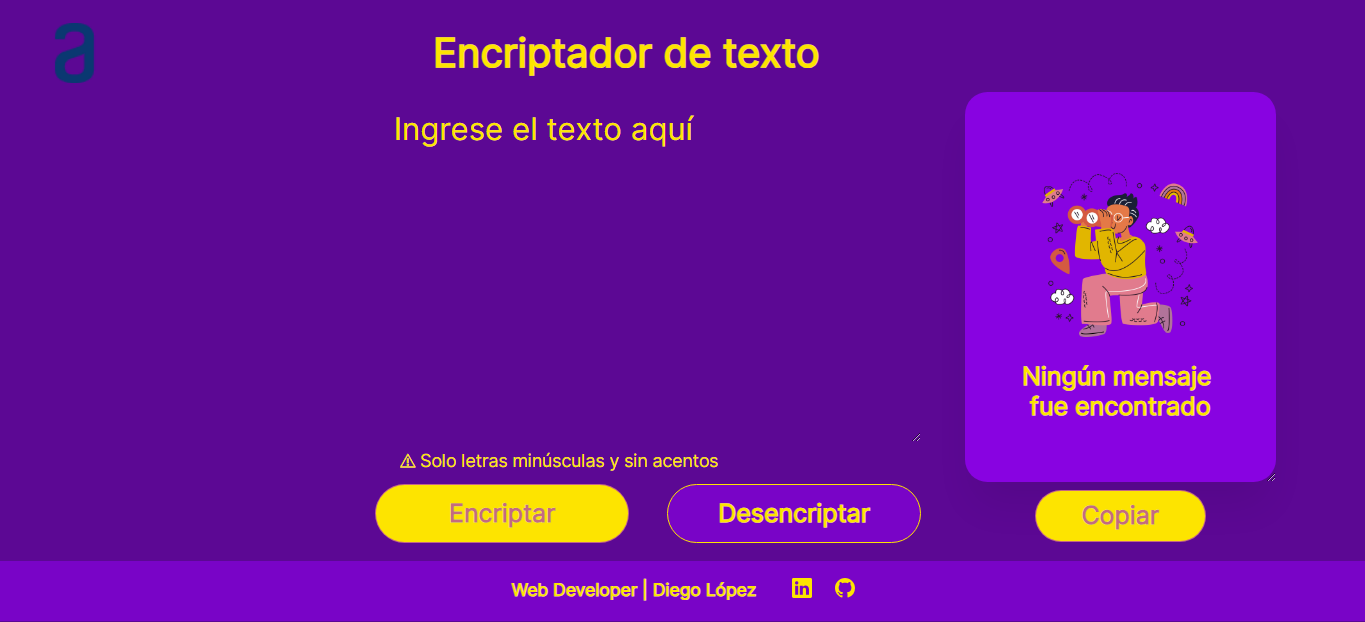 a
Encriptador de texto
Ingrese el texto aquí
Ningún mensaje
fue encontrado
⚠ Solo letras minúsculas y sin acentos
Encriptar
Desencriptar
Copiar
Web Developer | Diego López